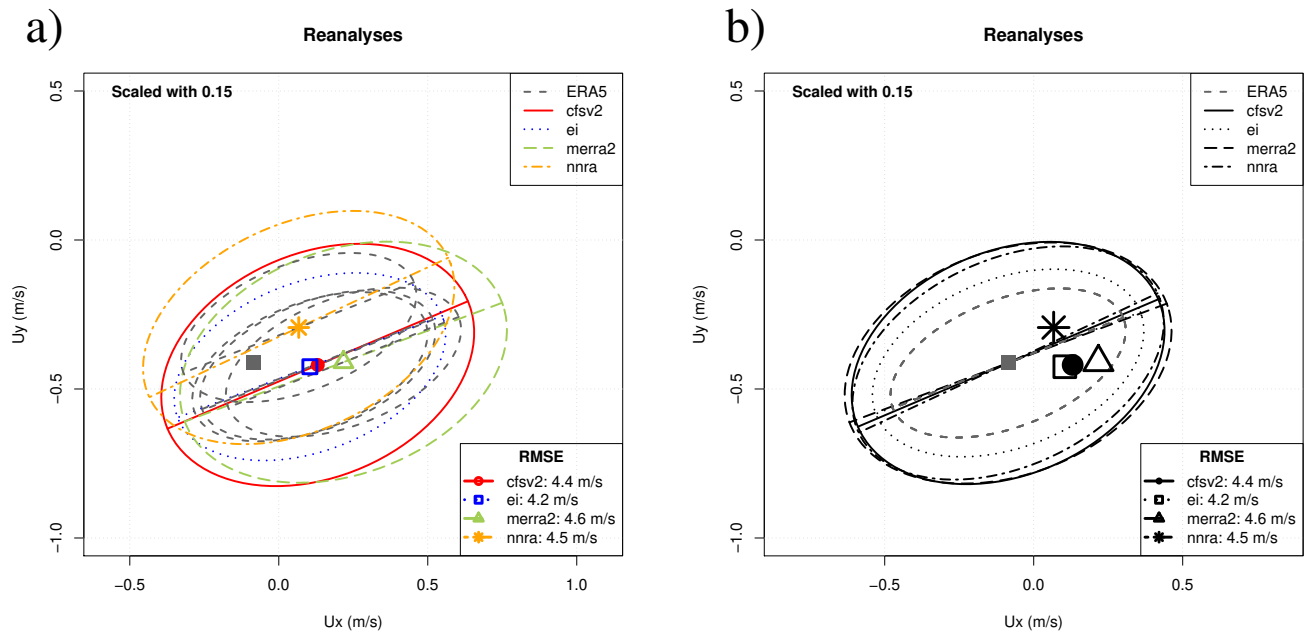 a)
Reanalyses
Scaled with 0.15
ERA5
cfsv2
ei
merra2
nnra
0.5
0.0
−0.5
−1.0
Uy (m/s)
RMSE
cfsv2: 4.4 m/s
ei: 4.2 m/s
merra2: 4.6 m/s
nnra: 4.5 m/s
−0.5 0.0 0.5 1.0
Ux (m/s)
b)
Reanalyses
Scaled with 0.15
ERA5
cfsv2
ei
merra2
nnra
0.5
0.0
−0.5
−1.0
Uy (m/s)
RMSE
cfsv2: 4.4 m/s
ei: 4.2 m/s
merra2: 4.6 m/s
nnra: 4.5 m/s
−0.5 0.0 0.5
Ux (m/s)